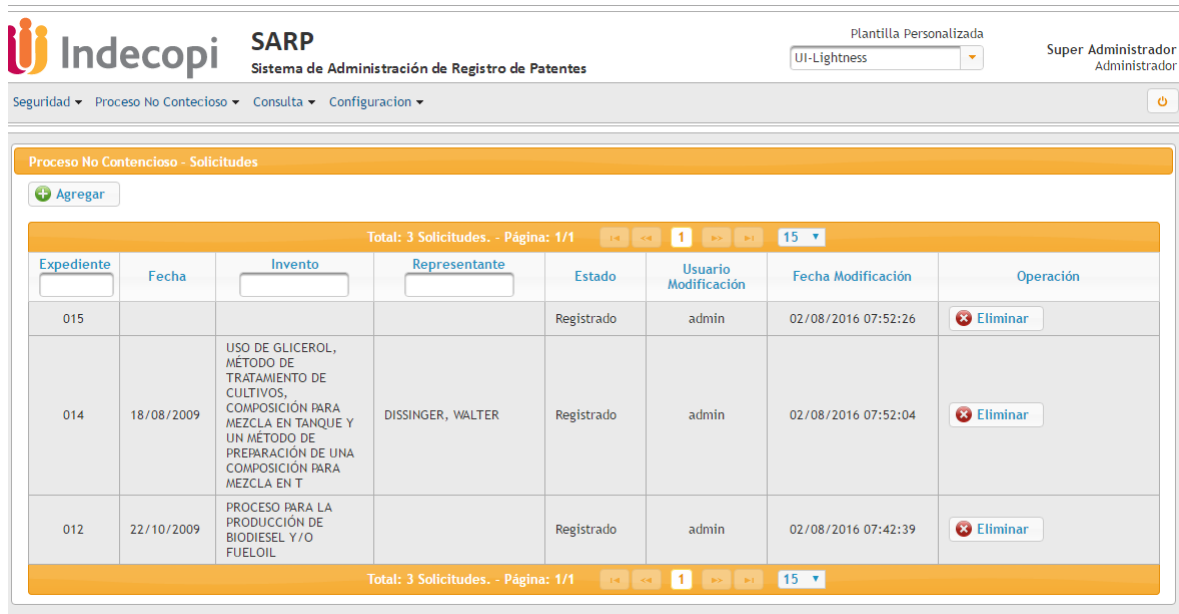 Indecopi
SARP
Sistema de Administración de Registro de Patentes
Plantilla Personalizada
UI-Lightness
Super Administrador
Administrador
Seguridad Proceso No Contecioso Consulta Configuracion
Proceso No Contencioso - Solicitudes
Agregar
Total: 3 Solicitudes. - Página: 1/1 1 15
Expediente Fecha Invento Representante Estado Usuario Modificación Fecha Modificación Operación
015 Registrado admin 02/08/2016 07:52:26 Eliminar
014 18/08/2009
USO DE GLICEROL,
MÉTODO DE
TRATAMIENTO DE
CULTIVOS,
COMPOSICIÓN PARA
MEZCLA EN TANQUE Y
UN MÉTODO DE
PREPARACIÓN DE UNA
COMPOSICIÓN PARA
MEZCLA EN T
DISSINGER, WALTER Registrado admin 02/08/2016 07:52:04 Eliminar
012 22/10/2009
PROCESO PARA LA
PRODUCCIÓN DE
BIODIESEL Y/O
FUELOIL
Registrado admin 02/08/2016 07:42:39 Eliminar
Total: 3 Solicitudes. - Página: 1/1 1 15